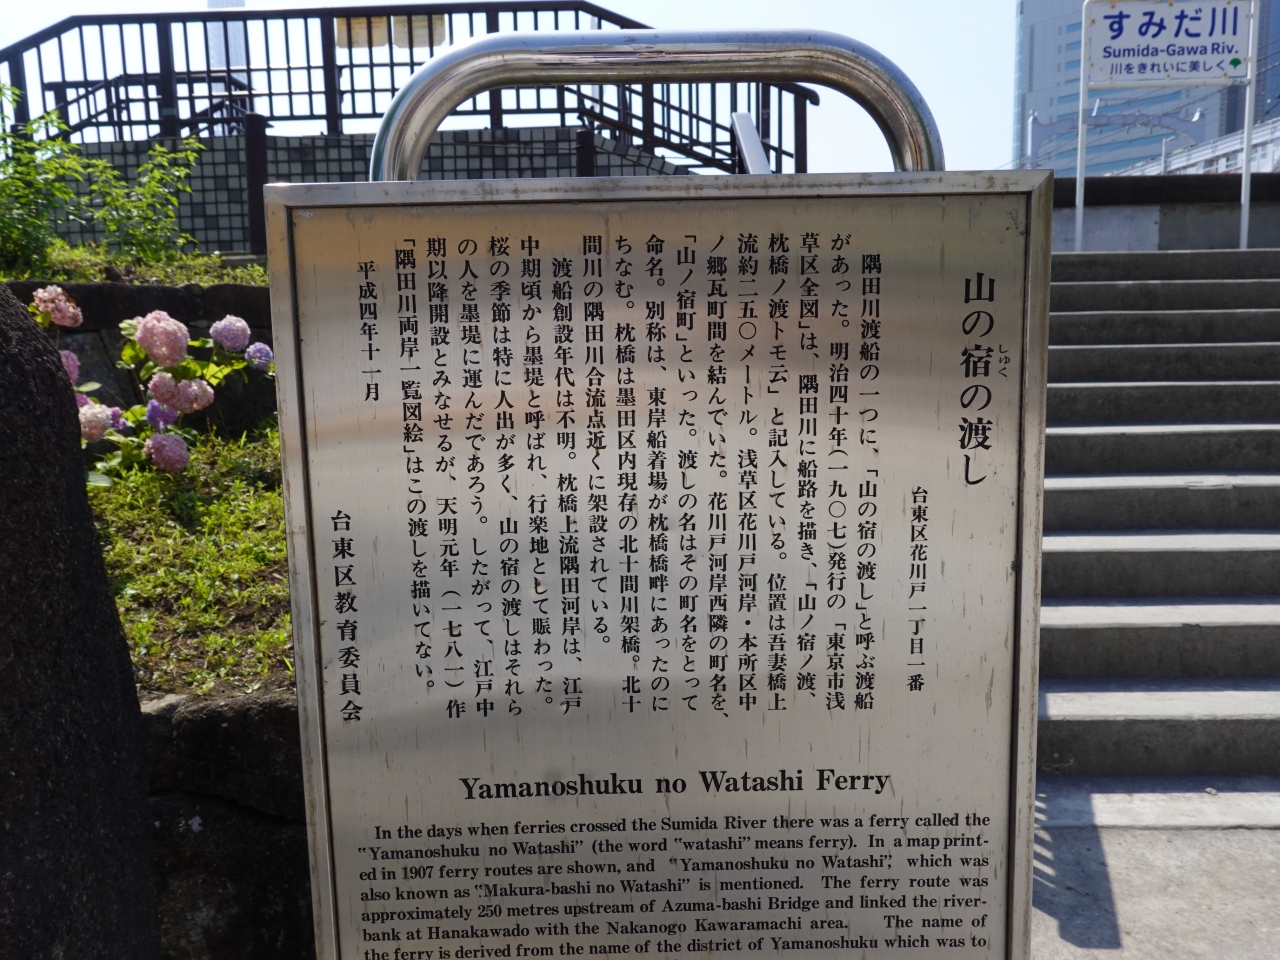 すみだ川
Sumida-Gawa Riv.
川をきれいに美しく
山の宿の渡し
しゅく
台東区花川戸一丁目一番
隅田川渡船の一つに、「山の宿の渡し」と呼ぶ渡船
があった。明治四十年(一九〇七)発行の「東京市浅
草区全図」は、隅田川に船路を描き、「山ノ宿ノ渡、
枕橋ノ渡トモ云」と記入している。位置は吾妻橋上
流約二五〇メートル。浅草区花川戸河岸・本所区中
ノ郷瓦町間を結んでいた。花川戸河岸西隣の町名を、
「山ノ宿町」といった。渡しの名はその町名をとって
命名。別称は、東岸船着場が枕橋橋畔にあったのに
ちなむ。枕橋は墨田区内現存の北十間川架橋。北十
間川の隅田川合流点近くに架設されている。
渡船創設年代は不明。枕橋上流隅田河岸は、江戸
中期頃から墨堤と呼ばれ、行楽地として賑わった。
桜の季節は特に人出が多く、山の宿の渡しはそれら
の人を墨堤に運んだであろう。したがって、江戸中
期以降開設とみなせるが、天明元年(一七八一)作
「隅田川両岸一覧図絵」はこの渡しを描いてない。
平成四年十一月
台東区教育委員会
Yamanoshuku no Watashi Ferry
In the days when ferries crossed the Sumida River there was a ferry called the
"Yamanoshuku no Watashi" (the word "watashi" means ferry). In a map print-
ed in 1907 ferry routes are shown, and "Yamanoshuku no Watashi", which was
also known as "Makura-bashi no Watashi" is mentioned. The ferry route was
approximately 250 metres upstream of Azuma-bashi Bridge and linked the river-
bank at Hanakawado with the Nakanogo Kawaramachi area. The name of
the ferry is derived from the name of the district of Yamanoshuku which was to